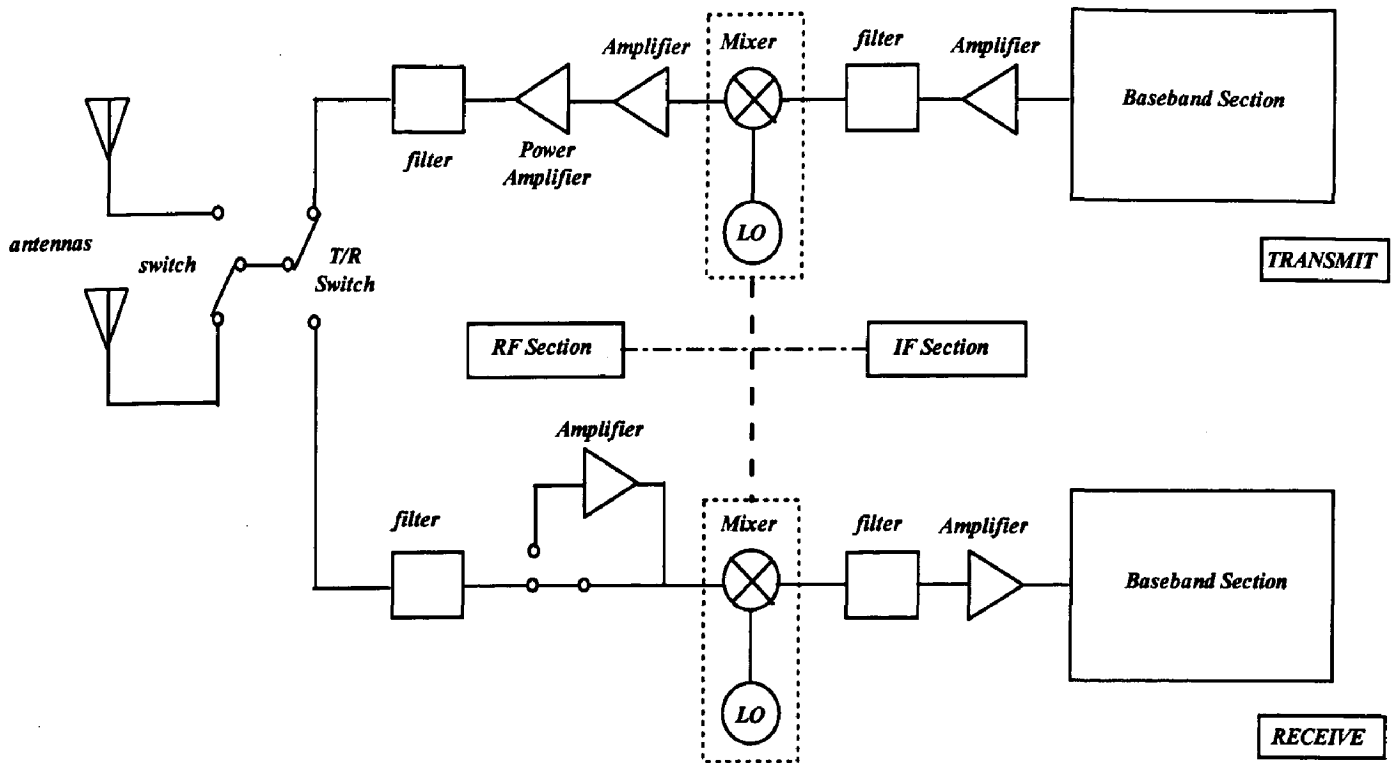 Amplifier
Mixer
filter
Amplifier
Baseband Section
filter
Power
Amplifier
LO
antennas
switch
T/R
Switch
TRANSMIT
RF Section
IF Section
Amplifier
filter
Mixer
filter
Amplifier
Baseband Section
LO
RECEIVE